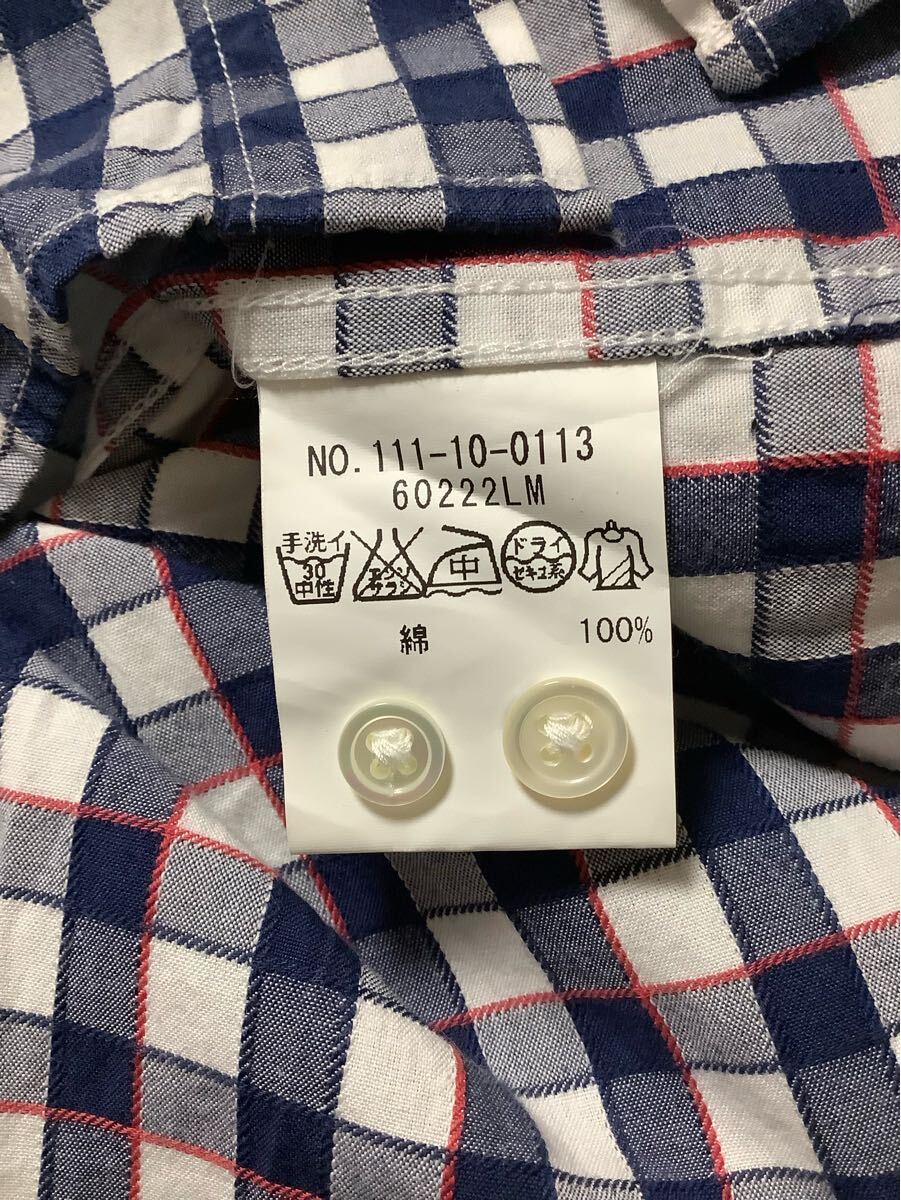 NO. 111-10-0113
60222LM
手洗イ 30 中性 エンソ サラシ 中 ドライ セキユ系
綿 100%